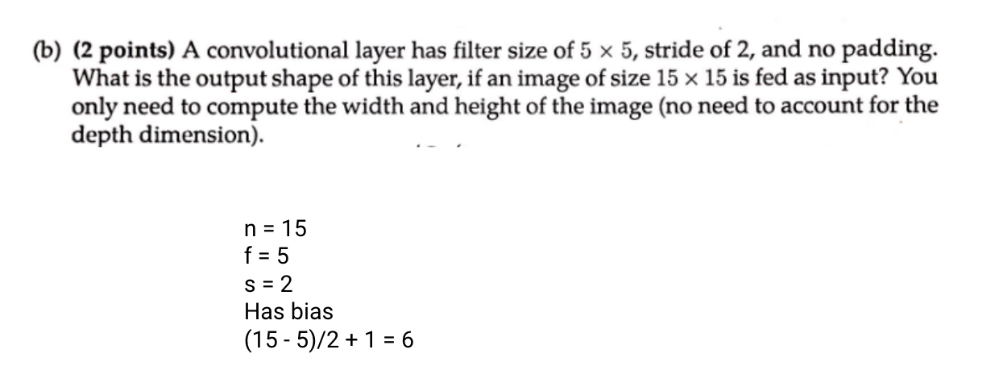 (b) (2 points) A convolutional layer has filter size of 5 × 5, stride of 2, and no padding.
What is the output shape of this layer, if an image of size 15 × 15 is fed as input? You
only need to compute the width and height of the image (no need to account for the
depth dimension).
n = 15
f = 5
s = 2
Has bias
(15 - 5)/2 + 1 = 6